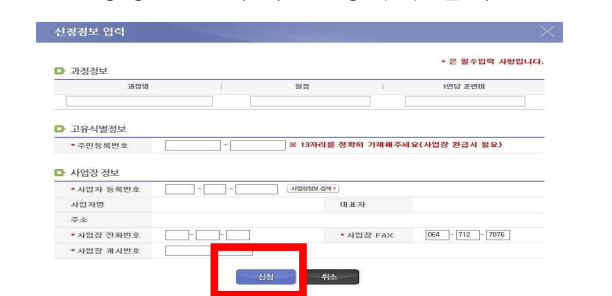 신청정보 입력
* 은 필수입력 사항입니다.
과정정보
과정명 일정 1인당 훈련비
고유식별정보
* 주민등록번호 - ※ 13자리를 정확히 기재해주세요(사업장 환급시 필요)
사업장 정보
* 사업자 등록번호 - - 사업장정보 검색
사업자명 대표자
주소
* 사업장 전화번호 - - * 사업장 FAX 064 - 712 - 7076
* 사업장 개시번호
신청 취소